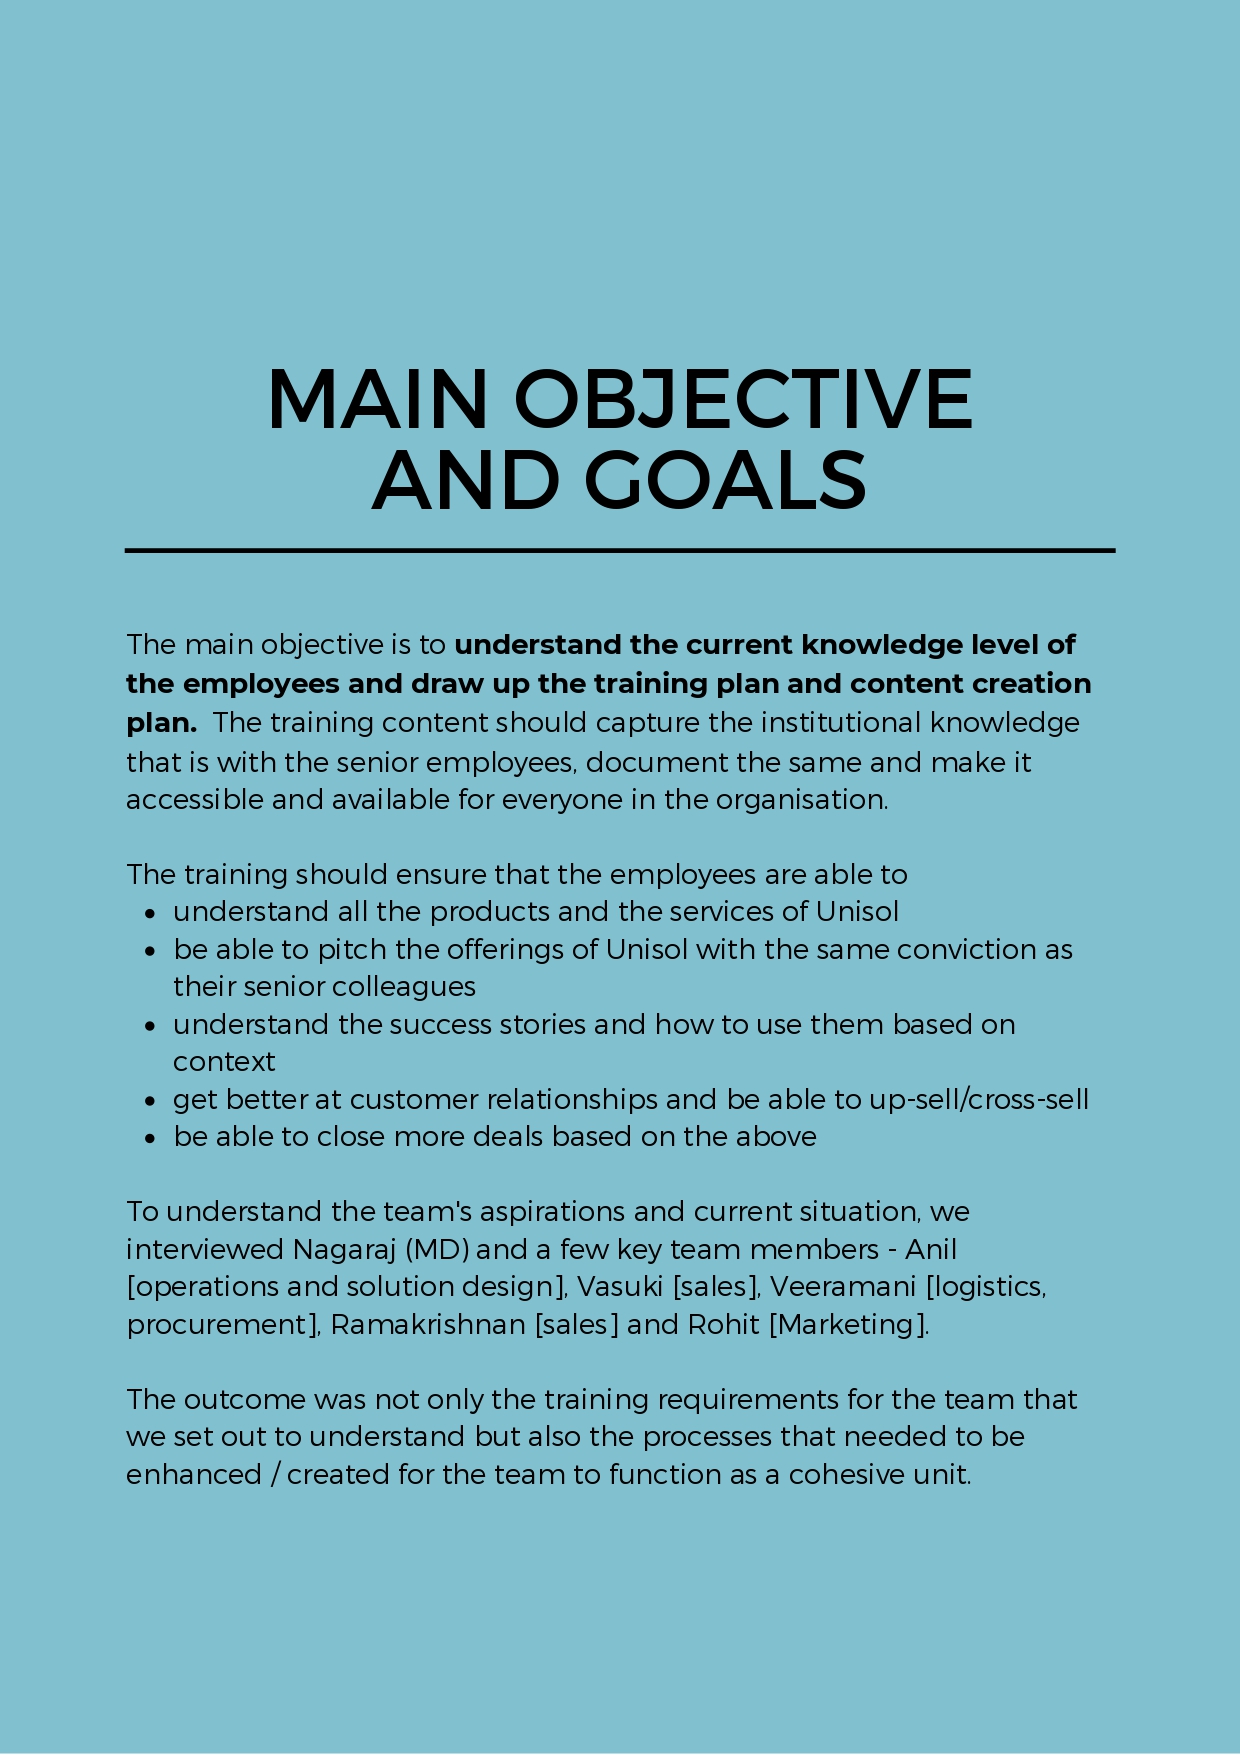 MAIN OBJECTIVE
AND GOALS
The main objective is to understand the current knowledge level of
the employees and draw up the training plan and content creation
plan.  The training content should capture the institutional knowledge
that is with the senior employees, document the same and make it
accessible and available for everyone in the organisation.
The training should ensure that the employees are able to
• understand all the products and the services of Unisol
• be able to pitch the offerings of Unisol with the same conviction as
their senior colleagues
• understand the success stories and how to use them based on
context
• get better at customer relationships and be able to up-sell/cross-sell
• be able to close more deals based on the above
To understand the team's aspirations and current situation, we
interviewed Nagaraj (MD) and a few key team members - Anil
[operations and solution design], Vasuki [sales], Veeramani [logistics,
procurement], Ramakrishnan [sales] and Rohit [Marketing].
The outcome was not only the training requirements for the team that
we set out to understand but also the processes that needed to be
enhanced / created for the team to function as a cohesive unit.